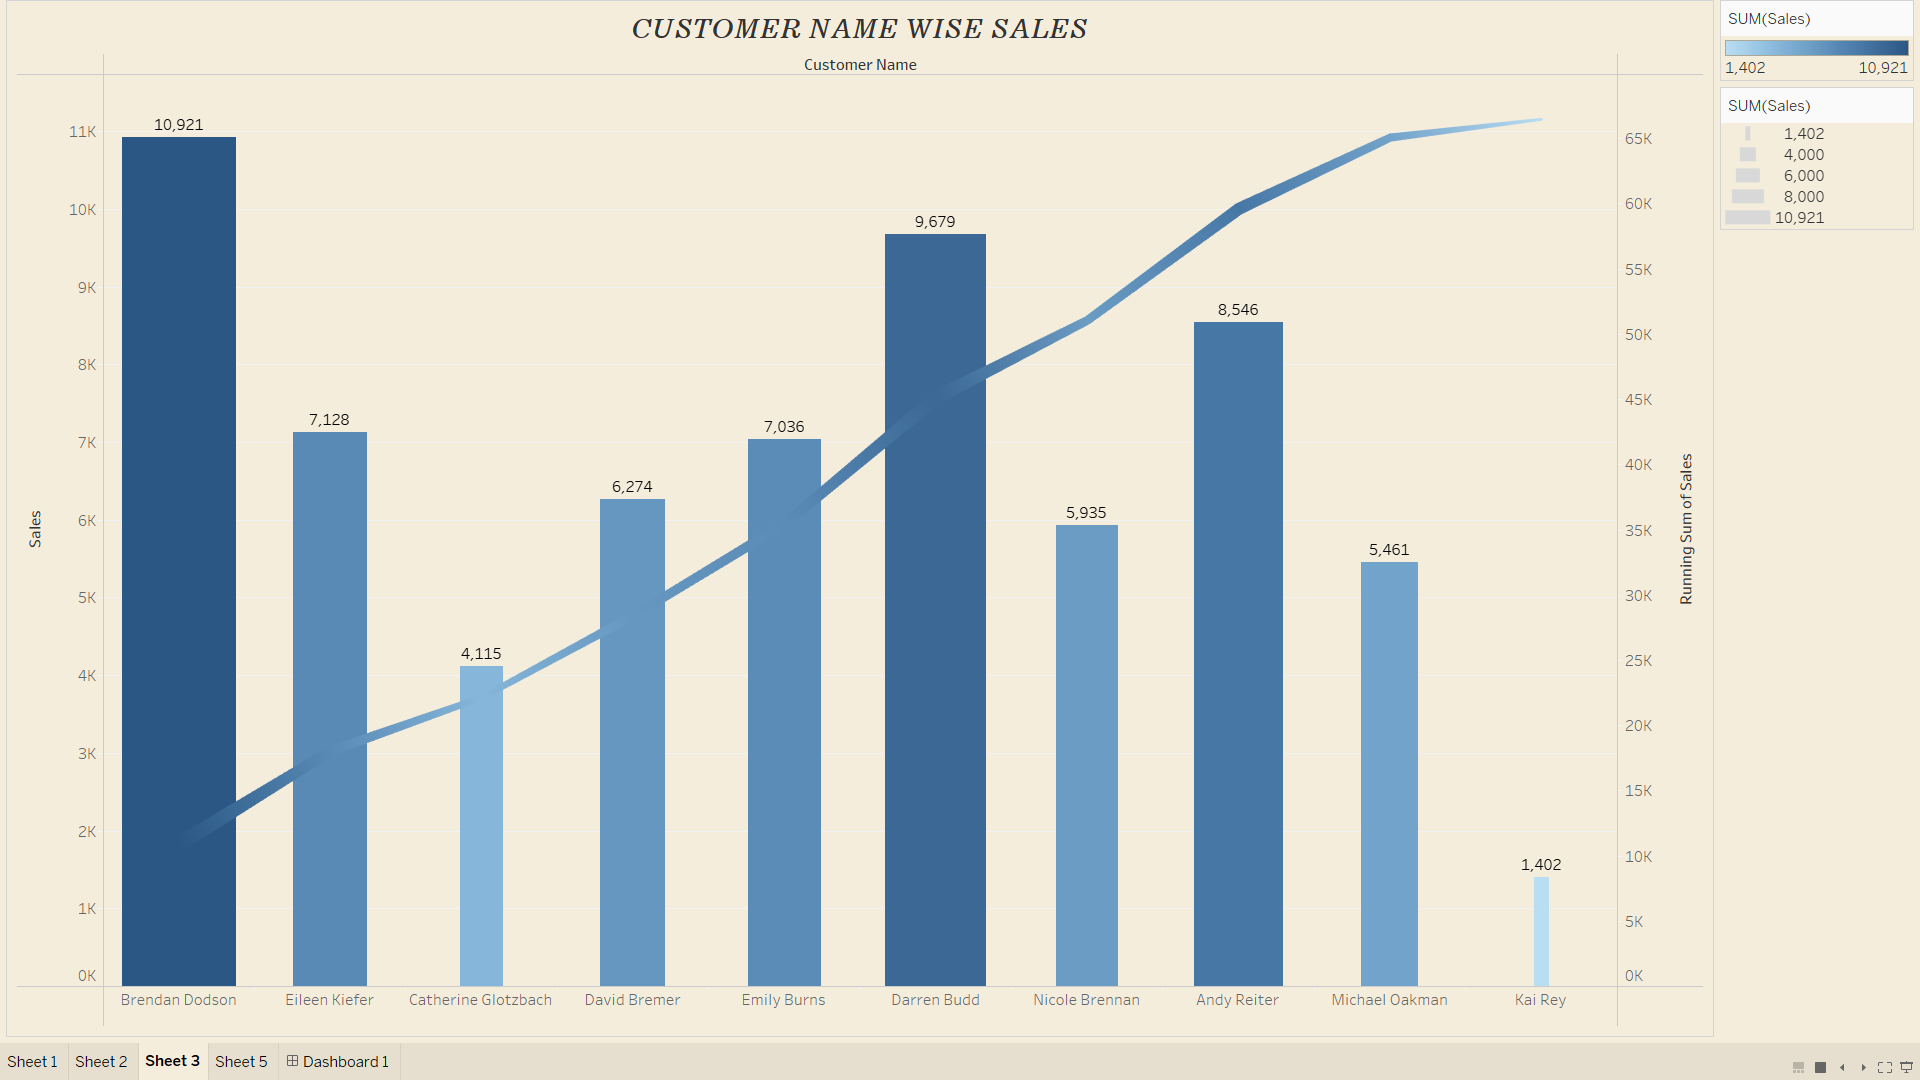 CUSTOMER NAME WISE SALES
Customer Name
Sales
11K
10K
9K
8K
7K
6K
5K
4K
3K
2K
1K
0K
10,921
7,128
4,115
6,274
7,036
9,679
5,935
8,546
5,461
1,402
65K
60K
55K
50K
45K
40K
35K
30K
25K
20K
15K
10K
5K
0K
Running Sum of Sales
Brendan Dodson
Eileen Kiefer
Catherine Glotzbach
David Bremer
Emily Burns
Darren Budd
Nicole Brennan
Andy Reiter
Michael Oakman
Kai Rey
SUM(Sales)
1,402 10,921
SUM(Sales)
1,402
4,000
6,000
8,000
10,921
Sheet 1 Sheet 2 Sheet 3 Sheet 5 Dashboard 1